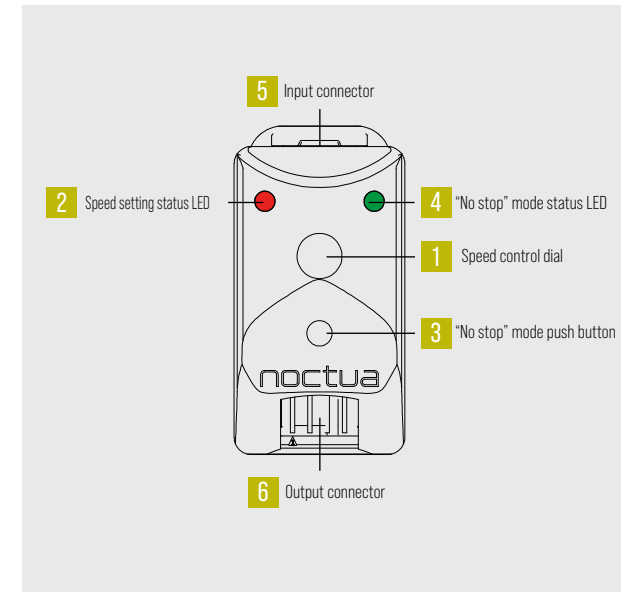 5 Input connector
2 Speed setting status LED
4 “No stop” mode status LED
1 Speed control dial
3 “No stop” mode push button
noctua
6 Output connector